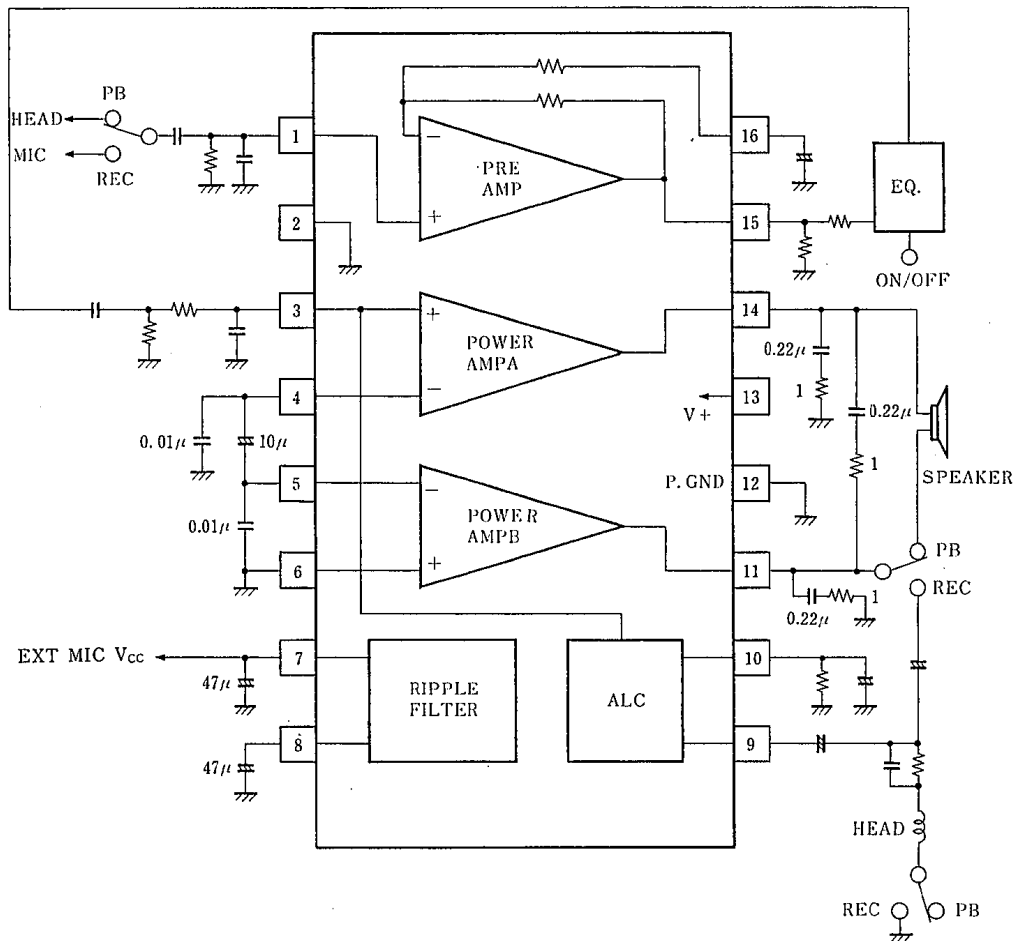 PB
HEAD
MIC
REC
1
2
3
4
5
6
7
8
16
15
14
13
12
11
10
9
PRE
AMP
−
+
EQ.
ON/OFF
+
POWER
AMPA
−
V+
0.22μ
1
0.22μ
1
SPEAKER
0.01μ
10μ
0.01μ
−
POWER
AMPB
+
P.GND
PB
REC
0.22μ
1
EXT MIC VCC
47μ
47μ
RIPPLE
FILTER
ALC
HEAD
REC
PB